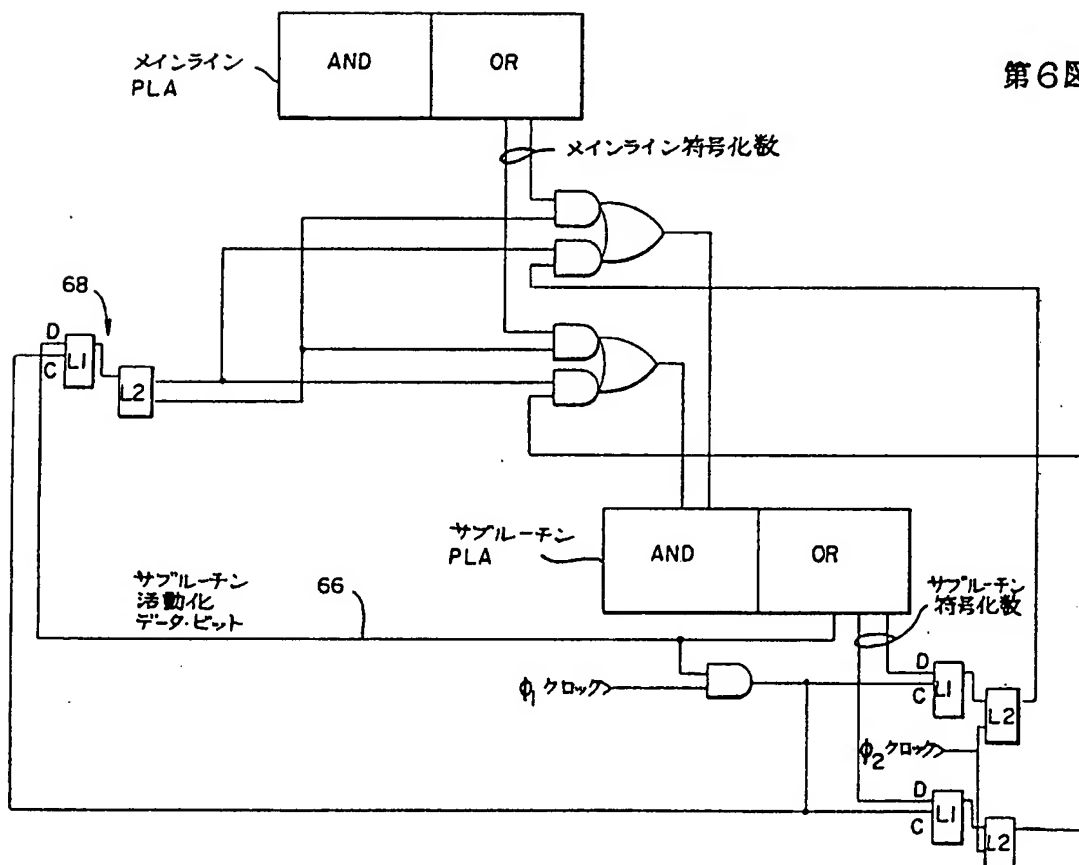 第6図
メインライン
PLA
AND
OR
メインライン符号化数
68
D
C
L1
L2
サブルーチン
PLA
AND
OR
サブルーチン
活動化
データ・ビット
66
サブルーチン
符号化数
φ1 クロック
D
C
L1
L2
φ2 クロック
D
C
L1
L2